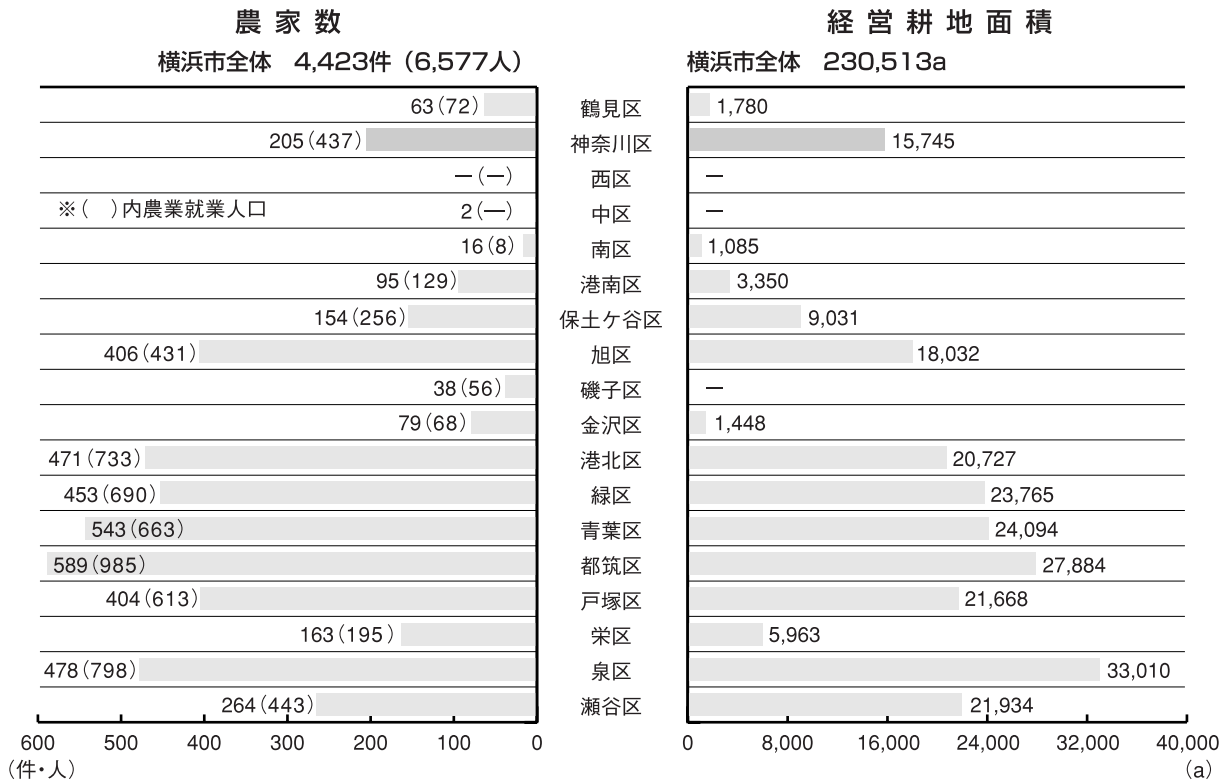 農家数 経営耕地面積
横浜市全体 4,423件（6,577人） 横浜市全体 230,513a
63（72） 鶴見区 1,780
205（437） 神奈川区 15,745
―（―） 西区 ―
※（　）内農業就業人口 2（―） 中区 ―
16（8） 南区 1,085
95（129） 港南区 3,350
154（256） 保土ケ谷区 9,031
406（431） 旭区 18,032
38（56） 磯子区 ―
79（68） 金沢区 1,448
471（733） 港北区 20,727
453（690） 緑区 23,765
543（663） 青葉区 24,094
589（985） 都筑区 27,884
404（613） 戸塚区 21,668
163（195） 栄区 5,963
478（798） 泉区 33,010
264（443） 瀬谷区 21,934
600 500 400 300 200 100 0 0 8,000 16,000 24,000 32,000 40,000
（件・人） （a）